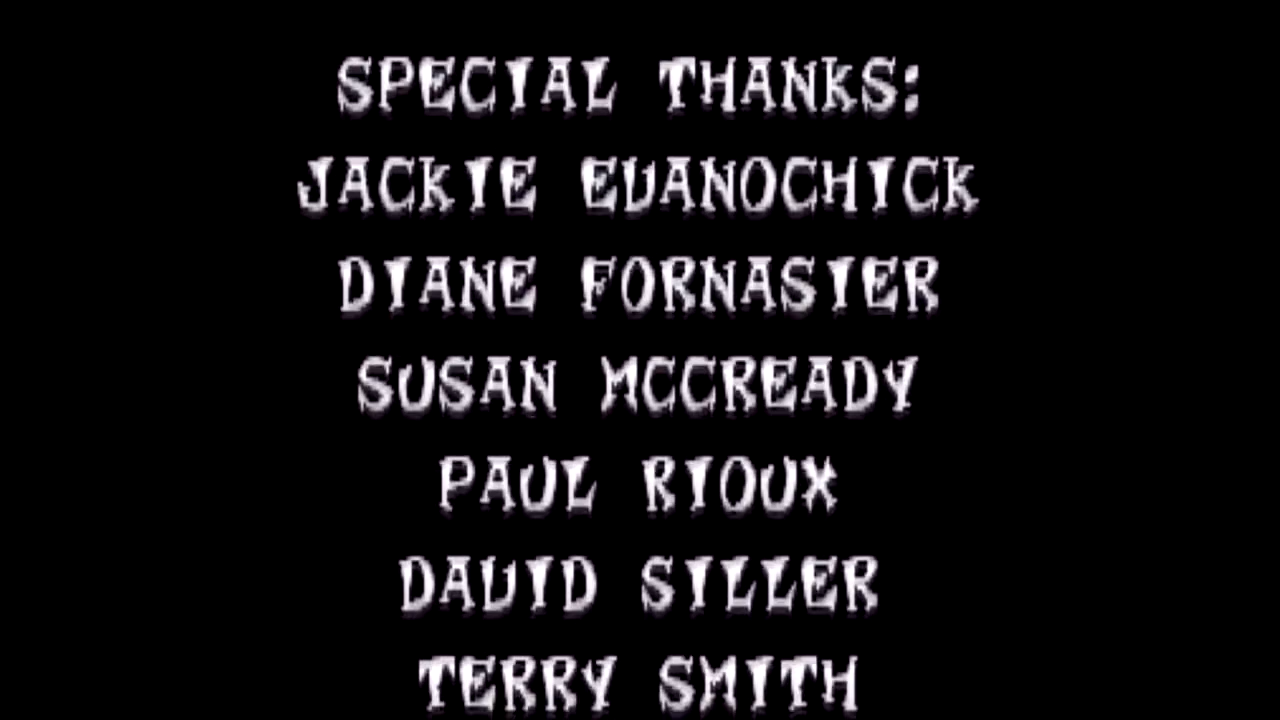 SPECIAL THANKS:
JACKIE EVANOCHICK
DIANE FORNASIER
SUSAN MCCREADY
PAUL RIOUX
DAVID SILLER
TERRY SMITH